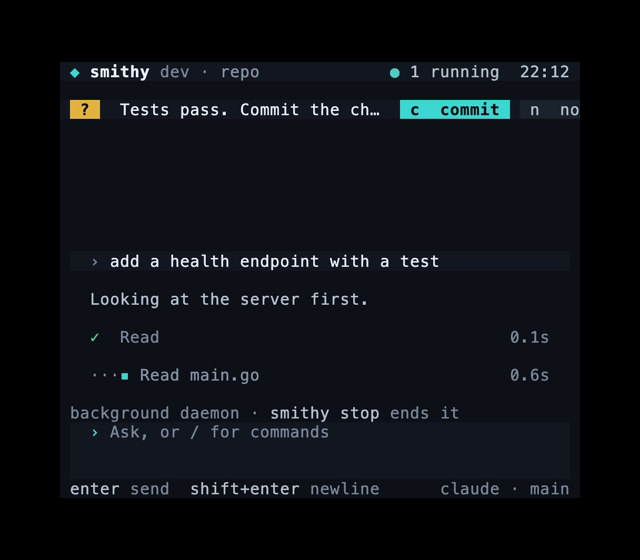 ◆ smithy dev · repo ● 1 running 22:12
? Tests pass. Commit the ch… c commit n no
› add a health endpoint with a test
Looking at the server first.
✓ Read 0.1s
···▪ Read main.go 0.6s
background daemon · smithy stop ends it
› Ask, or / for commands
enter send shift+enter newline claude · main